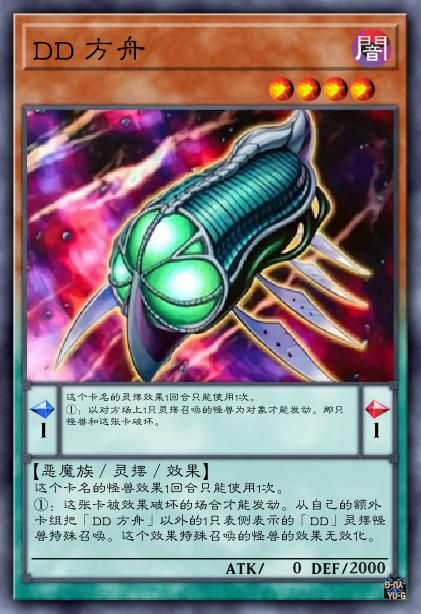 DD 方舟
闇
这个卡名的灵摆效果1回合只能使用1次。
①：以对方场上1只灵摆召唤的怪兽为对象才能发动。那只
怪兽和这张卡破坏。
1
1
【恶魔族／灵摆／效果】
这个卡名的怪兽效果1回合只能使用1次。
①：这张卡被效果破坏的场合才能发动。从自己的额外
卡组把「DD 方舟」以外的1只表侧表示的「DD」灵摆怪
兽特殊召唤。这个效果特殊召唤的怪兽的效果无效化。
ATK/ 0 DEF/2000